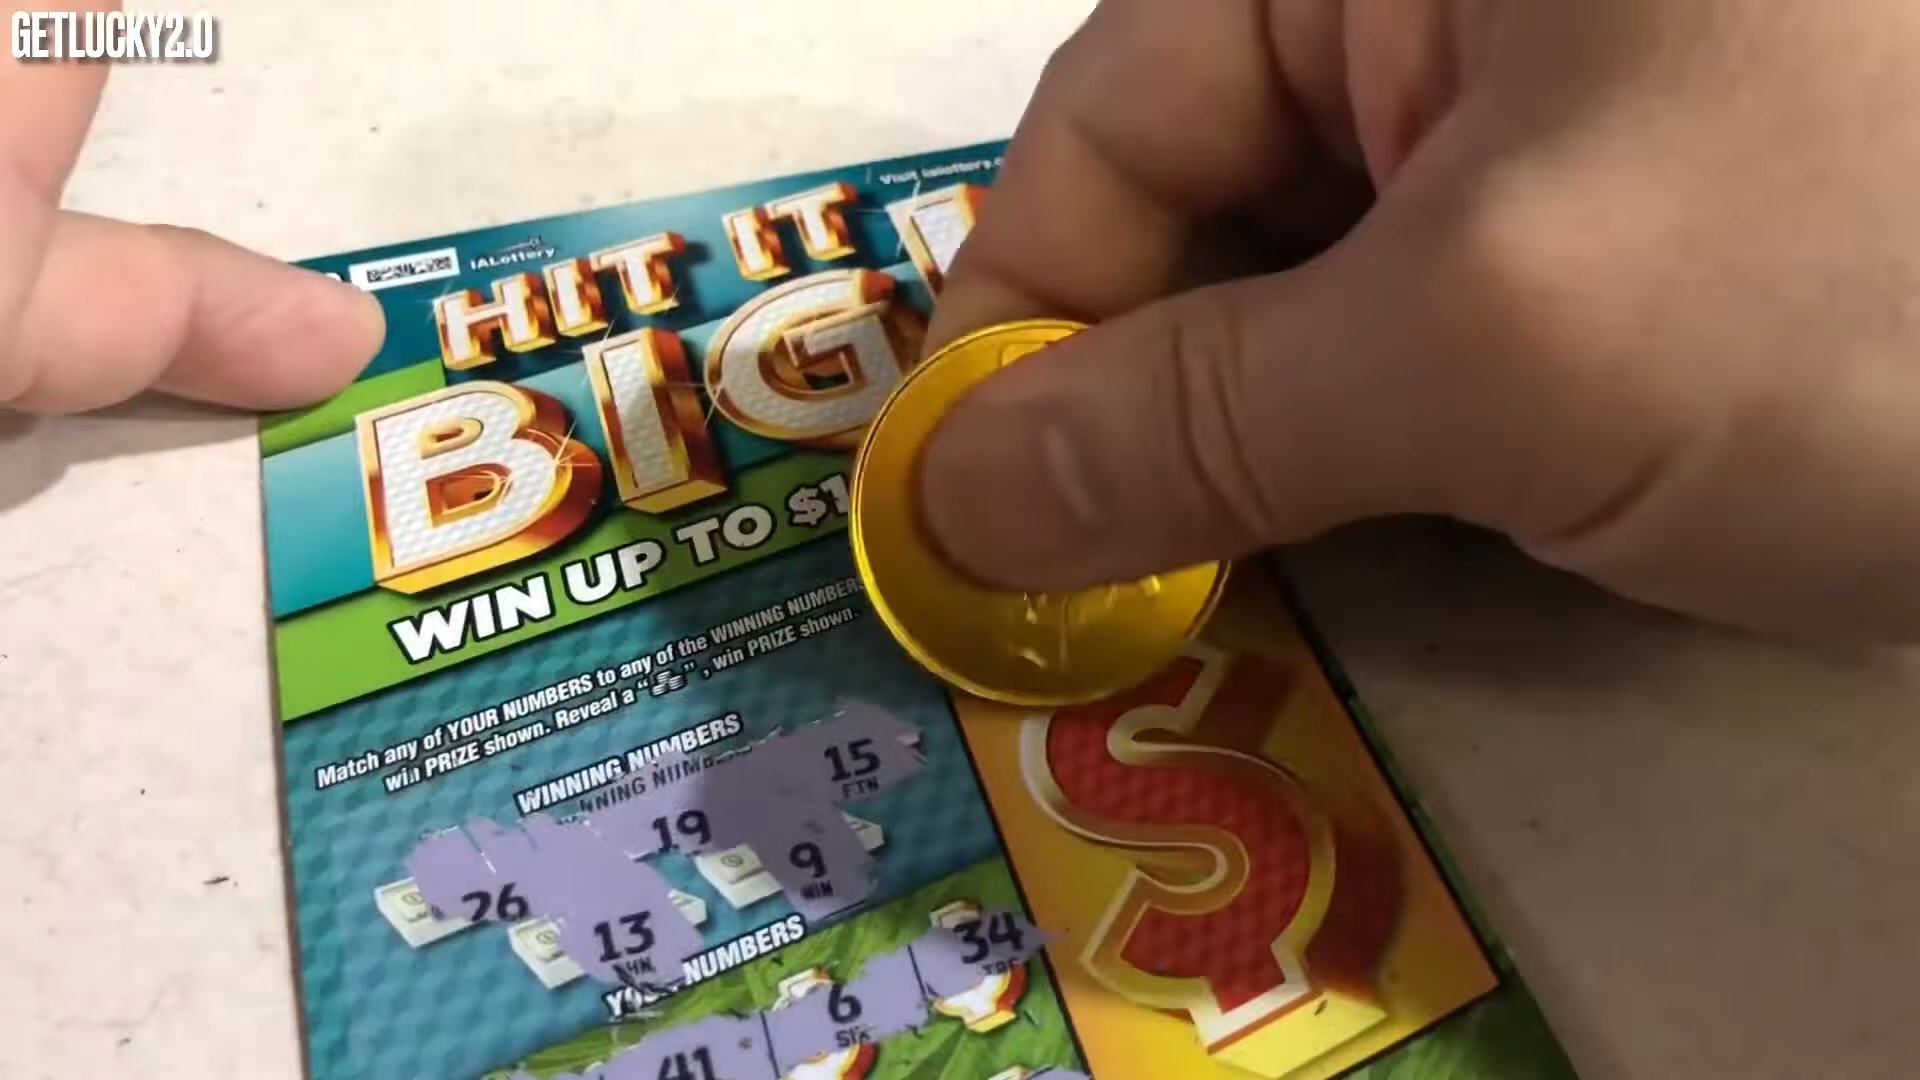 GETLUCKY2.0
IALottery
HIT IT
BIG
WIN UP TO $1
Match any of YOUR NUMBERS to any of the WINNING NUMBERS
win PRIZE shown. Reveal a " ", win PRIZE shown.
WINNING NUMBERS
15
FTN
19
9
NIN
26
13
YOUR NUMBERS
34
6
SIX
41